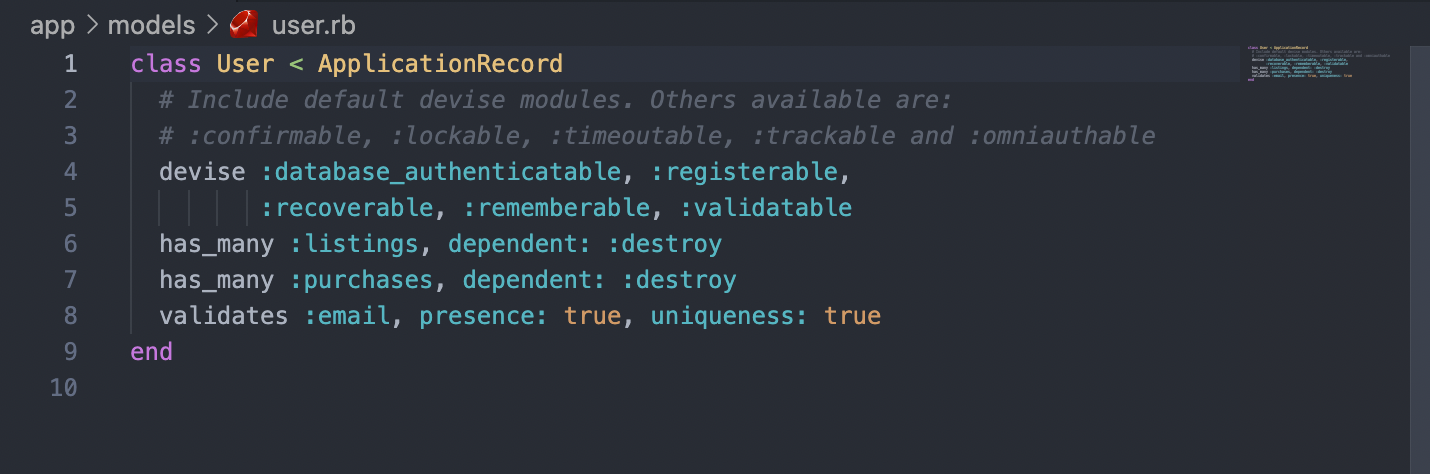 app > models > user.rb
1 class User < ApplicationRecord
2   # Include default devise modules. Others available are:
3   # :confirmable, :lockable, :timeoutable, :trackable and :omniauthable
4   devise :database_authenticatable, :registerable,
5          :recoverable, :rememberable, :validatable
6   has_many :listings, dependent: :destroy
7   has_many :purchases, dependent: :destroy
8   validates :email, presence: true, uniqueness: true
9 end
10